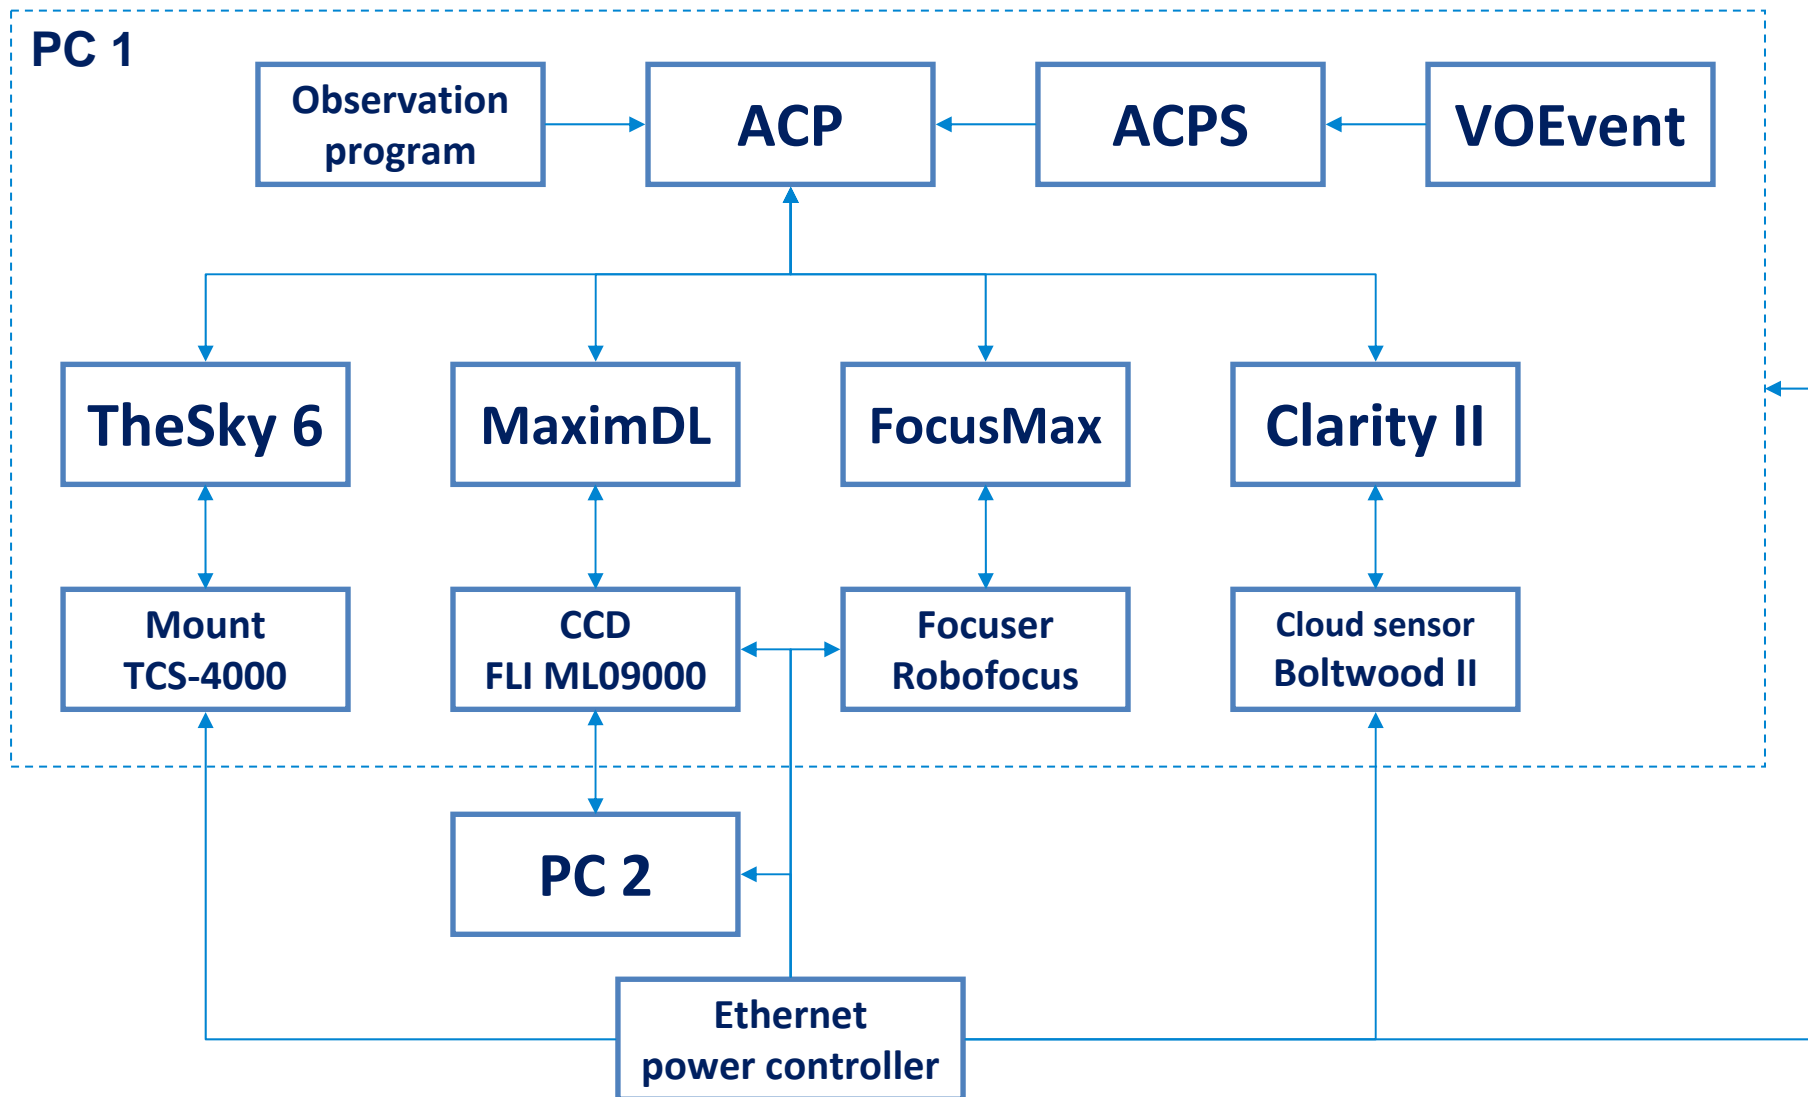 PC 1
Observation
program
ACP
ACPS
VOEvent
TheSky 6
MaximDL
FocusMax
Clarity II
Mount
TCS-4000
CCD
FLI ML09000
Focuser
Robofocus
Cloud sensor
Boltwood II
PC 2
Ethernet
power controller